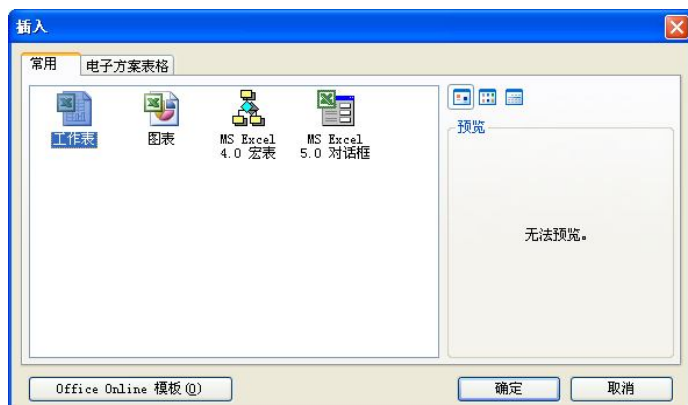 插入
常用
电子方案表格
工作表
图表
MS Excel
4.0 宏表
MS Excel
5.0 对话框
预览
无法预览。
Office Online 模板(O)
确定
取消